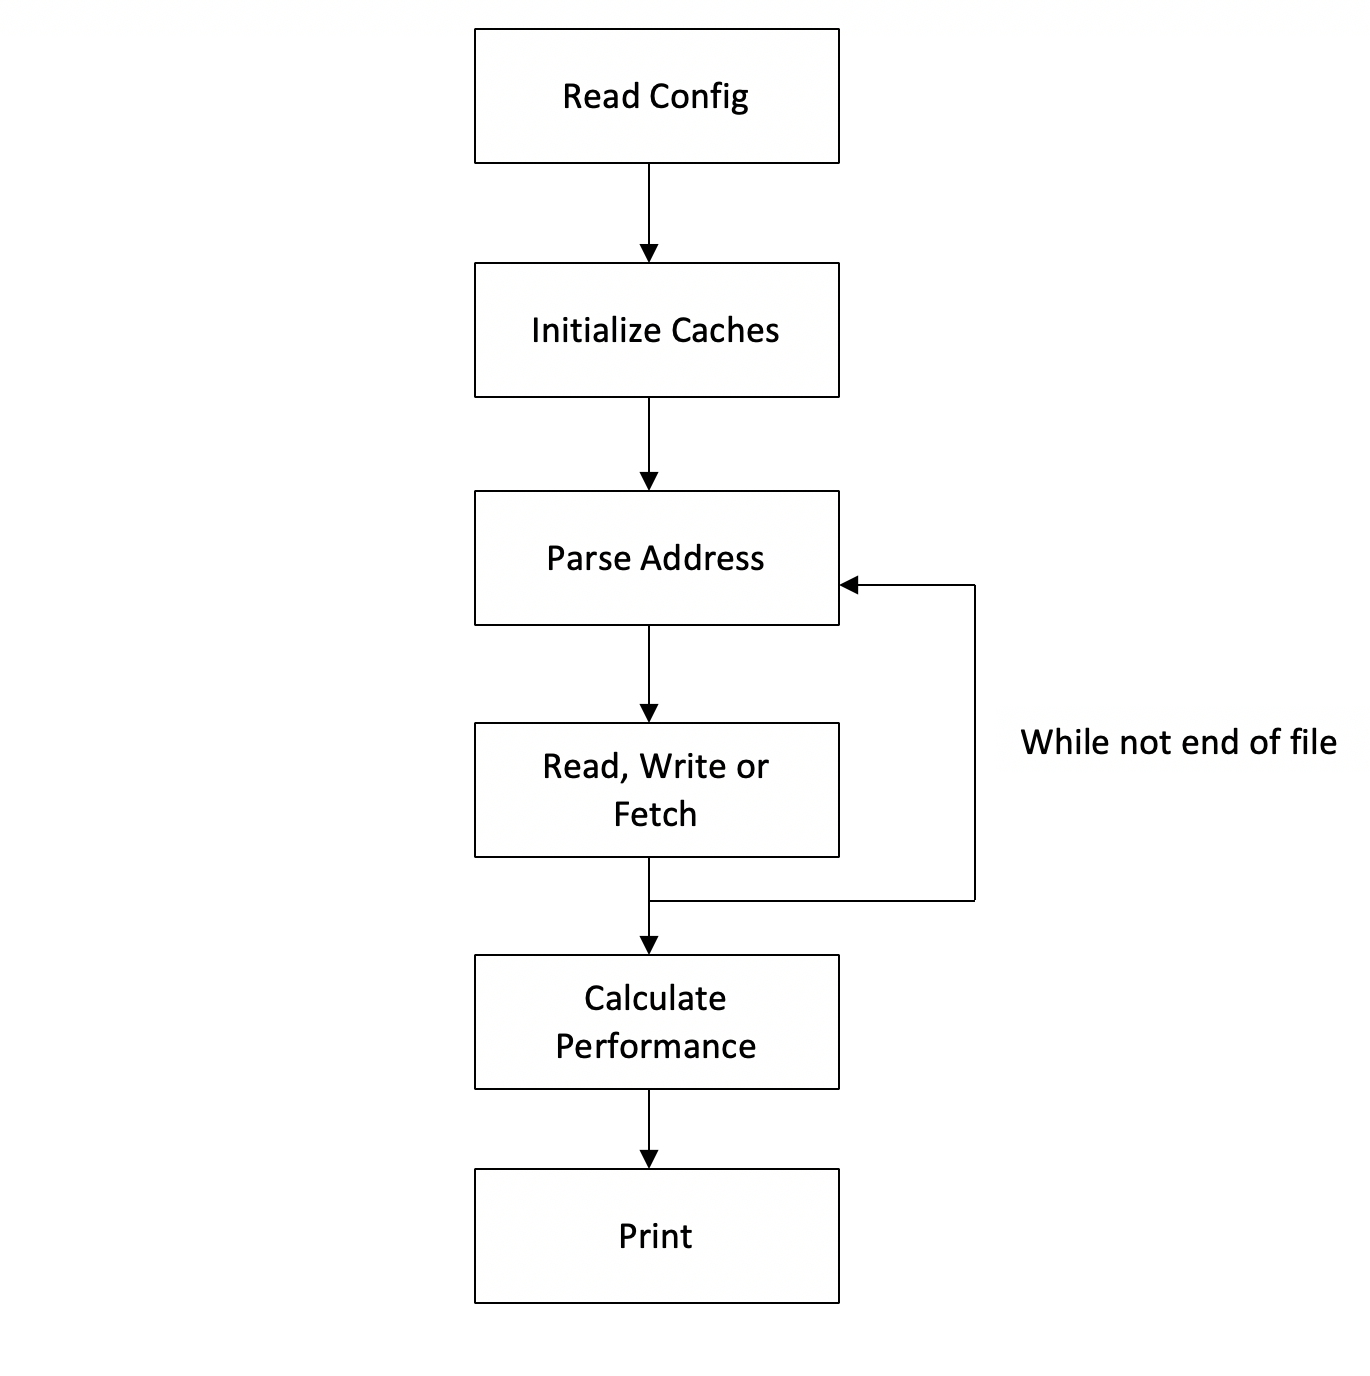 Read Config
Initialize Caches
Parse Address
While not end of file
Read, Write or
Fetch
Calculate
Performance
Print